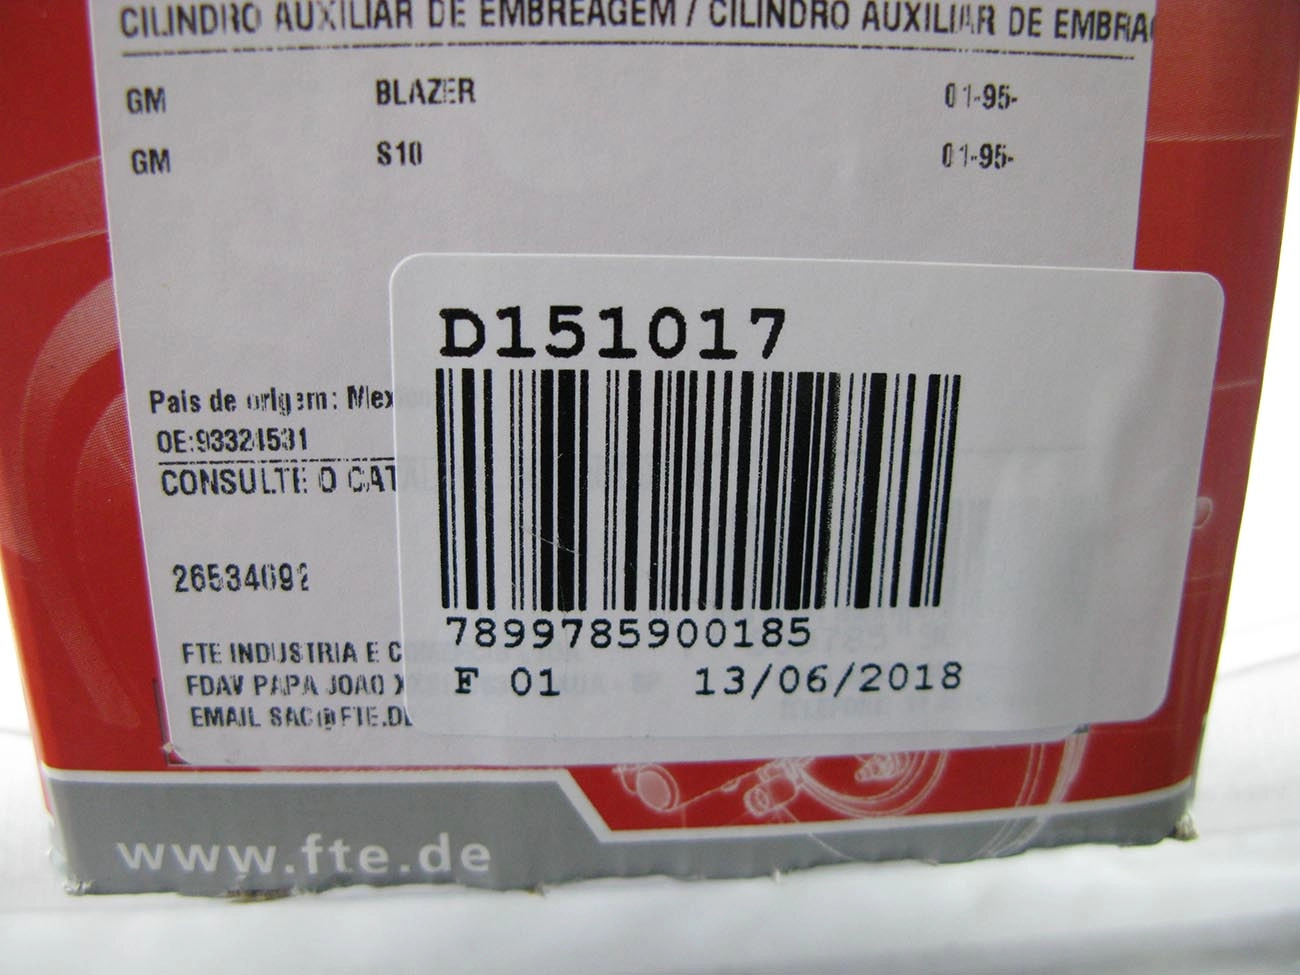 CILINDRO AUXILIAR DE EMBREAGEM / CILINDRO AUXILIAR DE EMBRAG
GM BLAZER 01-95-
GM S10 01-95-
D151017
Pais de origem: Mex
OE:93324531
CONSULTE O CAT
26534692
7899785900185
FTE INDUSTRIA E C
FDAV PAPA JOAO X
F 01 13/06/2018
EMAIL SAC@FTE.DE
www.fte.de